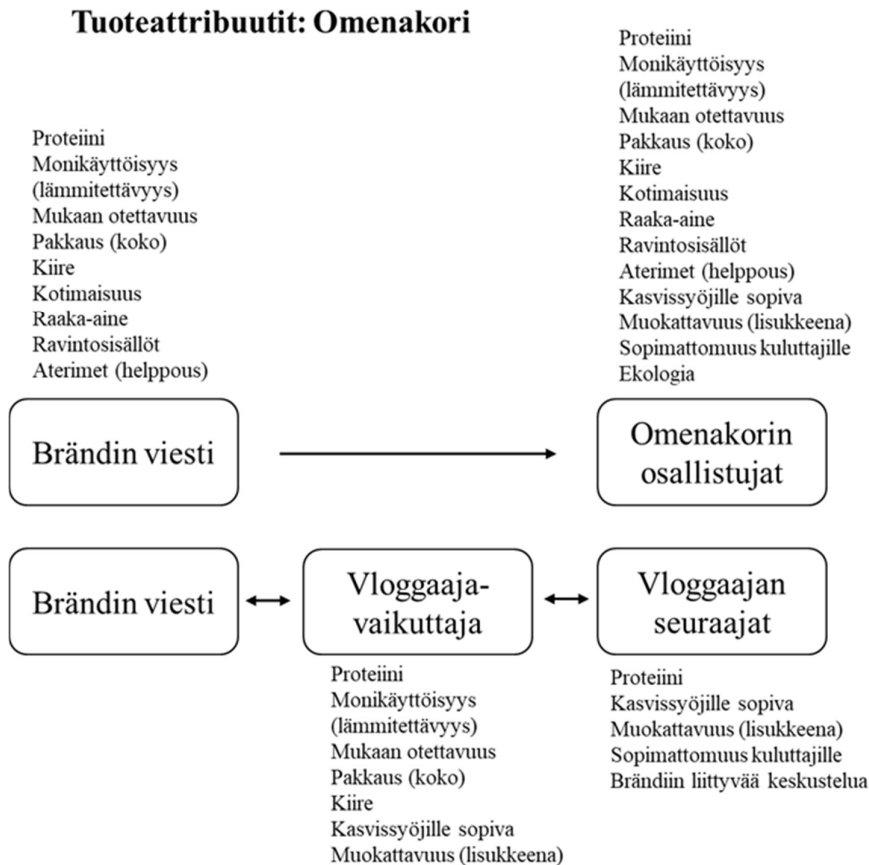 Tuoteattribuutit: Omenakori
Proteiini
Monikäyttöisyys
(lämmitettävyys)
Mukaan otettavuus
Pakkaus (koko)
Kiire
Kotimaisuus
Raaka-aine
Ravintosisällöt
Aterimet (helppous)
Proteiini
Monikäyttöisyys
(lämmitettävyys)
Mukaan otettavuus
Pakkaus (koko)
Kiire
Kotimaisuus
Raaka-aine
Ravintosisällöt
Aterimet (helppous)
Kasvissyöjille sopiva
Muokattavuus (lisukkeena)
Sopimattomuus kuluttajille
Ekologia
Brändin viesti
Omenakorin
osallistujat
Brändin viesti
Vloggaaja-
vaikuttaja
Vloggaajan
seuraajat
Proteiini
Monikäyttöisyys
(lämmitettävyys)
Mukaan otettavuus
Pakkaus (koko)
Kiire
Kasvissyöjille sopiva
Muokattavuus (lisukkeena)
Proteiini
Kasvissyöjille sopiva
Muokattavuus (lisukkeena)
Sopimattomuus kuluttajille
Brändiin liittyvää keskustelua